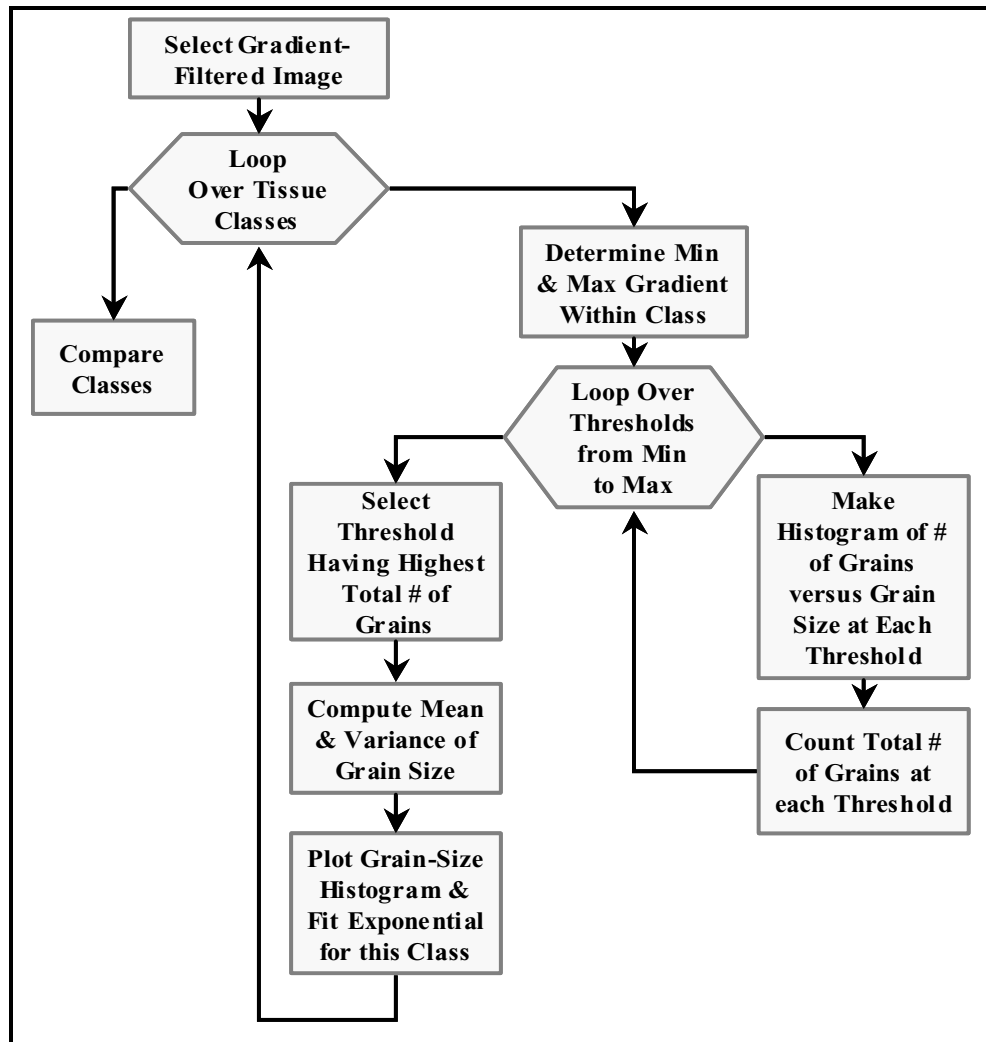 Select Gradient-
Filtered Image
Loop
Over Tissue
Classes
Compare
Classes
Determine Min
& Max Gradient
Within Class
Loop Over
Thresholds
from Min
to Max
Select
Threshold
Having Highest
Total # of
Grains
Compute Mean
& Variance of
Grain Size
Plot Grain-Size
Histogram &
Fit Exponential
for this Class
Make
Histogram of #
of Grains
versus Grain
Size at Each
Threshold
Count Total #
of Grains at
each Threshold